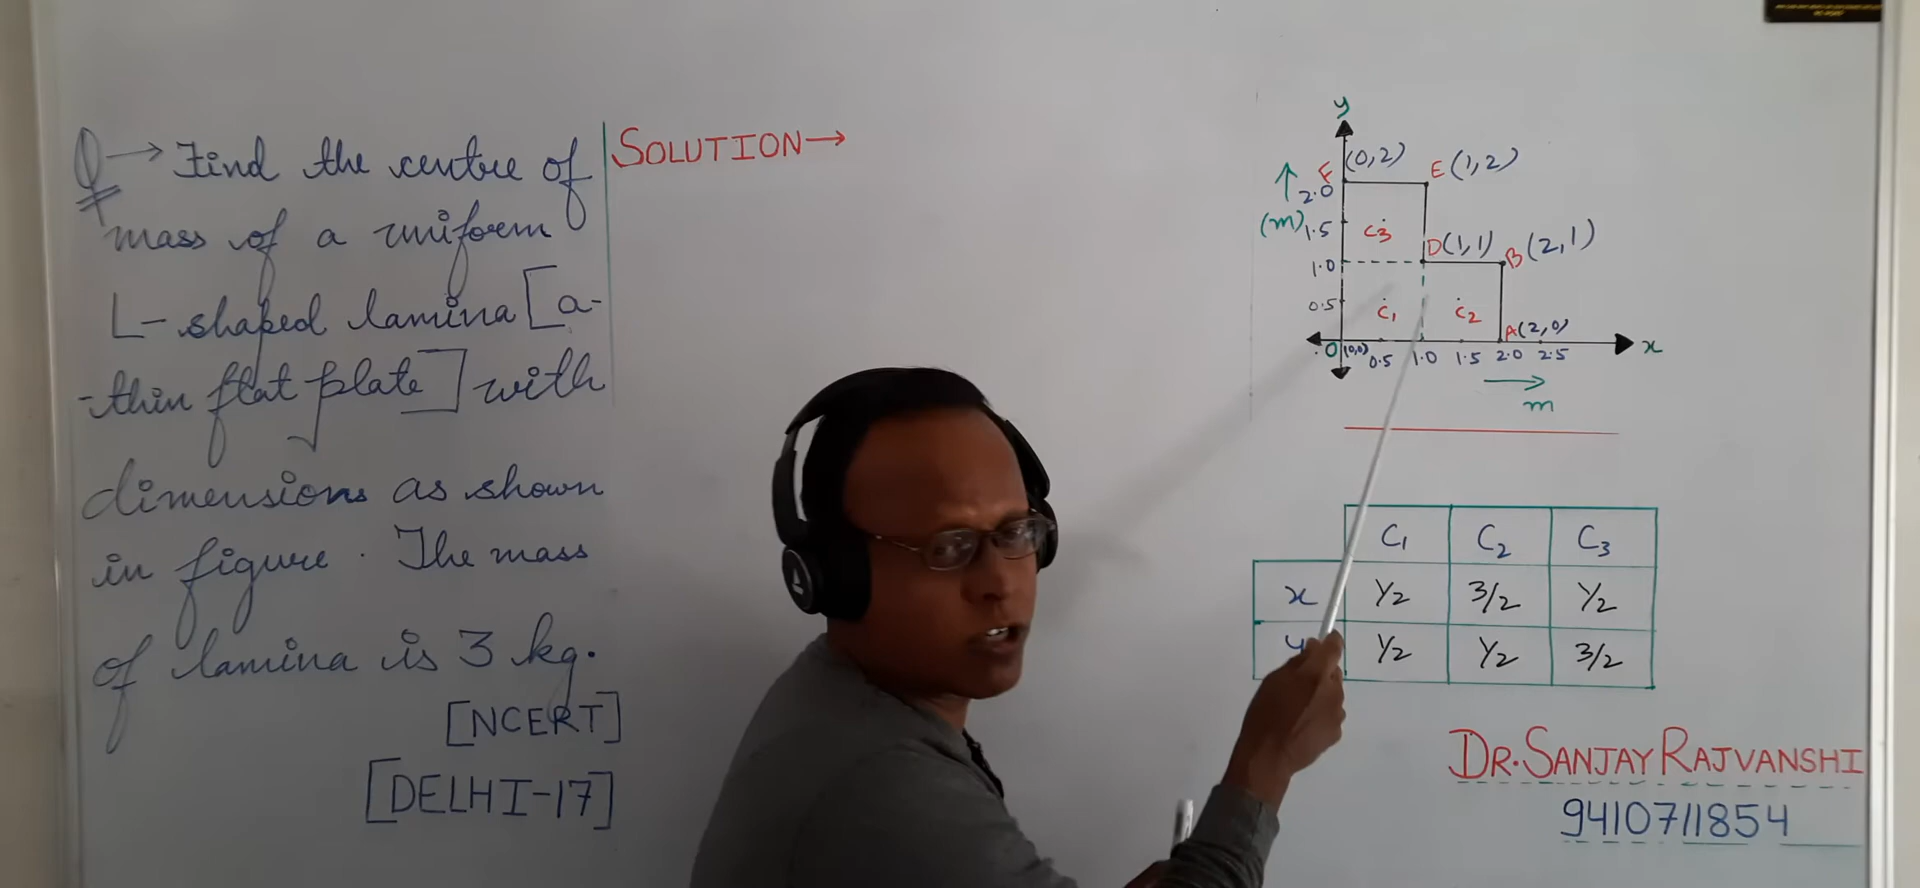 Q → Find the centre of
mass of a uniform
L-shaped lamina [a-
-thin flat plate] with
dimensions as shown
in figure. The mass
of lamina is 3 kg.
[NCERT]
[DELHI-17]
SOLUTION →
y
F (0,2) E (1,2)
2.0
(m) 1.5 C3
D(1,1) B (2,1)
1.0
0.5 C1 C2
A(2,0)
O (0,0) 0.5 1.0 1.5 2.0 2.5 x
m
C1 C2 C3
x 1/2 3/2 1/2
y 1/2 1/2 3/2
DR. SANJAY RAJVANSHI
9410711854